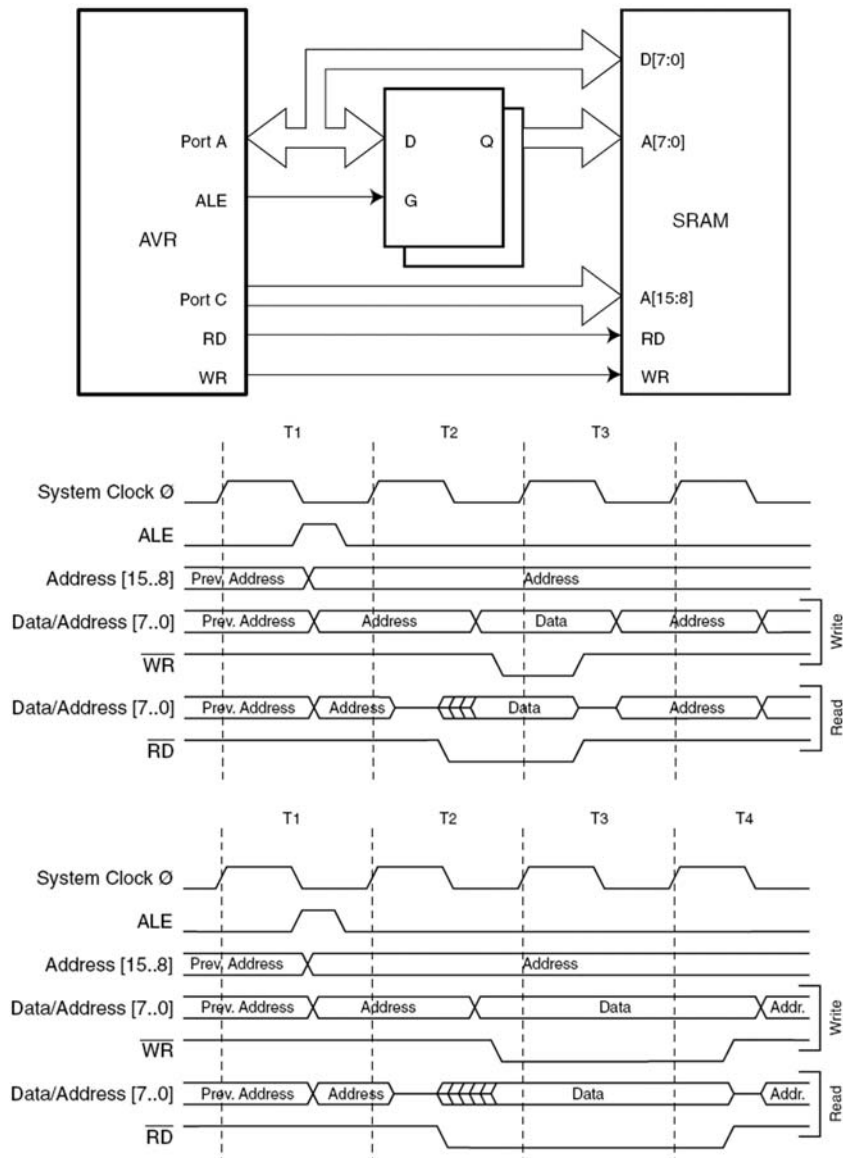 D[7:0]
Port A D Q A[7:0]
ALE G
AVR SRAM
Port C A[15:8]
RD RD
WR WR
T1 T2 T3
System Clock Ø
ALE
Address [15..8] Prev. Address Address
Data/Address [7..0] Prev. Address Address Data Address
WR
Write
Data/Address [7..0] Prev. Address Address Data Address
RD
Read
T1 T2 T3 T4
System Clock Ø
ALE
Address [15..8] Prev. Address Address
Data/Address [7..0] Prev. Address Address Data Addr.
WR
Write
Data/Address [7..0] Prev. Address Address Data Addr.
RD
Read